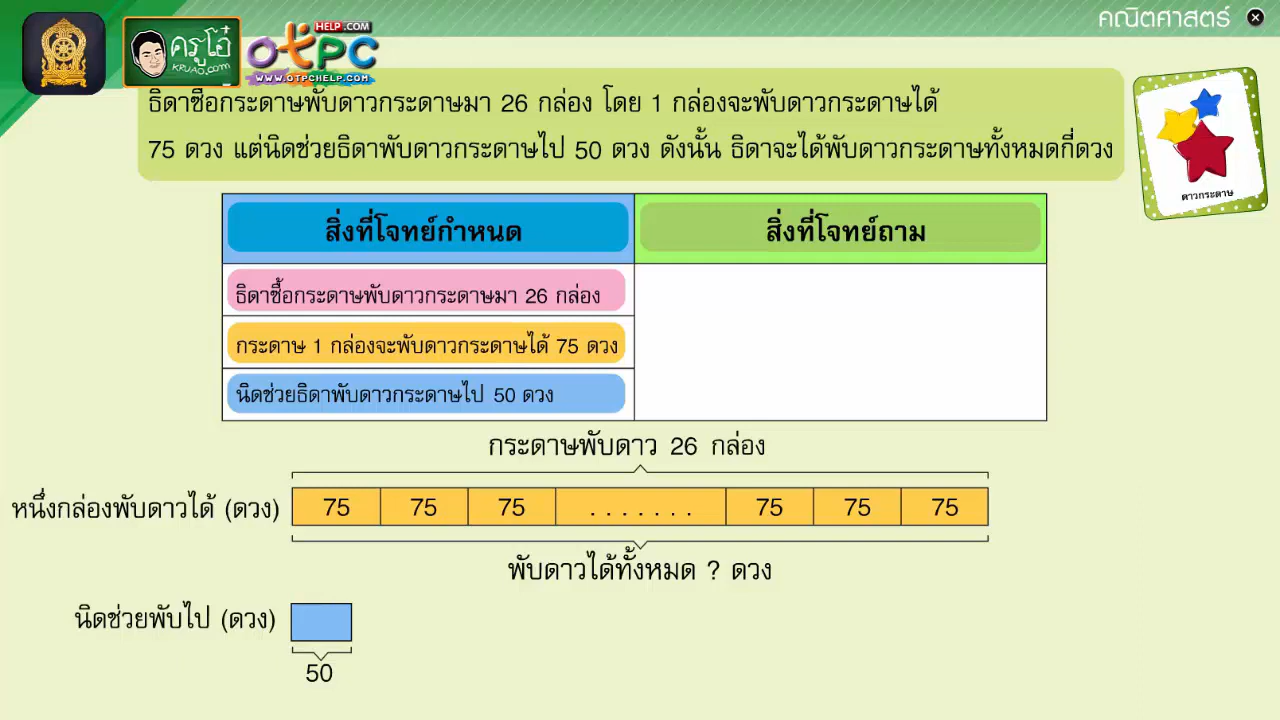 คณิตศาสตร์
ครูโอ๋
KRUAO.com
OTPC
HELP.COM
WWW.OTPCHELP.COM
ธิดาซื้อกระดาษพับดาวกระดาษมา 26 กล่อง โดย 1 กล่องจะพับดาวกระดาษได้
75 ดวง แต่นิดช่วยธิดาพับดาวกระดาษไป 50 ดวง ดังนั้น ธิดาจะได้พับดาวกระดาษทั้งหมดกี่ดวง
ดาวกระดาษ
สิ่งที่โจทย์กำหนด
สิ่งที่โจทย์ถาม
ธิดาซื้อกระดาษพับดาวกระดาษมา 26 กล่อง
กระดาษ 1 กล่องจะพับดาวกระดาษได้ 75 ดวง
นิดช่วยธิดาพับดาวกระดาษไป 50 ดวง
กระดาษพับดาว 26 กล่อง
หนึ่งกล่องพับดาวได้ (ดวง) 75 75 75 . . . . . . . 75 75 75
พับดาวได้ทั้งหมด ? ดวง
นิดช่วยพับไป (ดวง)
50